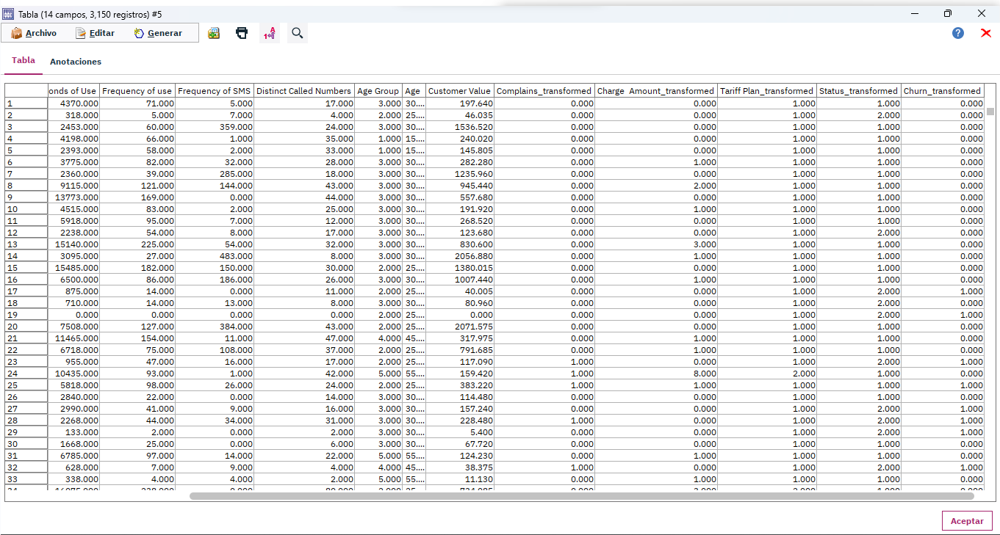 Tabla (14 campos, 3,150 registros) #5
Archivo Editar Generar
Tabla Anotaciones
onds of Use Frequency of use Frequency of SMS Distinct Called Numbers Age Group Age Customer Value Complains_transformed Charge Amount_transformed Tariff Plan_transformed Status_transformed Churn_transformed
1 4370.000 71.000 5.000 17.000 3.000 30.... 197.640 0.000 0.000 1.000 1.000 0.000
2 318.000 5.000 7.000 4.000 2.000 25.... 46.035 0.000 0.000 1.000 2.000 0.000
3 2453.000 60.000 359.000 24.000 3.000 30.... 1536.520 0.000 0.000 1.000 1.000 0.000
4 4198.000 66.000 1.000 35.000 1.000 15.... 240.020 0.000 0.000 1.000 1.000 0.000
5 2393.000 58.000 2.000 33.000 1.000 15.... 145.805 0.000 0.000 1.000 1.000 0.000
6 3775.000 82.000 32.000 28.000 3.000 30.... 282.280 0.000 1.000 1.000 1.000 0.000
7 2360.000 39.000 285.000 18.000 3.000 30.... 1235.960 0.000 0.000 1.000 1.000 0.000
8 9115.000 121.000 144.000 43.000 3.000 30.... 945.440 0.000 2.000 1.000 1.000 0.000
9 13773.000 169.000 0.000 44.000 3.000 30.... 557.680 0.000 0.000 1.000 1.000 0.000
10 4515.000 83.000 2.000 25.000 3.000 30.... 191.920 0.000 1.000 1.000 1.000 0.000
11 5918.000 95.000 7.000 12.000 3.000 30.... 268.520 0.000 0.000 1.000 1.000 0.000
12 2238.000 54.000 8.000 17.000 3.000 30.... 123.680 0.000 0.000 1.000 2.000 0.000
13 15140.000 225.000 54.000 32.000 3.000 30.... 830.600 0.000 3.000 1.000 1.000 0.000
14 3095.000 27.000 483.000 8.000 3.000 30.... 2056.880 0.000 1.000 1.000 1.000 0.000
15 15485.000 182.000 150.000 30.000 2.000 25.... 1380.015 0.000 0.000 1.000 1.000 0.000
16 6500.000 86.000 186.000 26.000 3.000 30.... 1007.440 0.000 1.000 1.000 1.000 0.000
17 875.000 14.000 0.000 11.000 2.000 25.... 40.005 0.000 0.000 1.000 2.000 1.000
18 710.000 14.000 13.000 8.000 3.000 30.... 80.960 0.000 0.000 1.000 2.000 0.000
19 0.000 0.000 0.000 0.000 2.000 25.... 0.000 0.000 0.000 1.000 2.000 1.000
20 7508.000 127.000 384.000 43.000 2.000 25.... 2071.575 0.000 0.000 1.000 1.000 0.000
21 11465.000 154.000 11.000 47.000 4.000 45.... 317.975 0.000 1.000 1.000 1.000 0.000
22 6718.000 75.000 108.000 37.000 2.000 25.... 791.685 0.000 1.000 1.000 1.000 0.000
23 955.000 47.000 16.000 17.000 2.000 25.... 117.090 1.000 0.000 1.000 2.000 1.000
24 10435.000 93.000 1.000 42.000 5.000 55.... 159.420 1.000 8.000 2.000 1.000 0.000
25 5818.000 98.000 26.000 24.000 2.000 25.... 383.220 1.000 1.000 1.000 1.000 1.000
26 2840.000 22.000 0.000 14.000 3.000 30.... 114.480 0.000 0.000 1.000 1.000 0.000
27 2990.000 41.000 9.000 16.000 3.000 30.... 157.240 0.000 0.000 1.000 2.000 1.000
28 2268.000 44.000 34.000 31.000 3.000 30.... 228.480 1.000 0.000 1.000 2.000 1.000
29 133.000 2.000 0.000 2.000 3.000 30.... 5.400 0.000 0.000 1.000 2.000 1.000
30 1668.000 25.000 0.000 6.000 3.000 30.... 67.720 0.000 0.000 1.000 1.000 0.000
31 6785.000 97.000 14.000 22.000 5.000 55.... 124.230 0.000 1.000 1.000 1.000 0.000
32 628.000 7.000 9.000 4.000 4.000 45.... 38.375 1.000 0.000 1.000 2.000 1.000
33 338.000 4.000 4.000 2.000 5.000 55.... 11.130 0.000 1.000 1.000 1.000 0.000
Aceptar